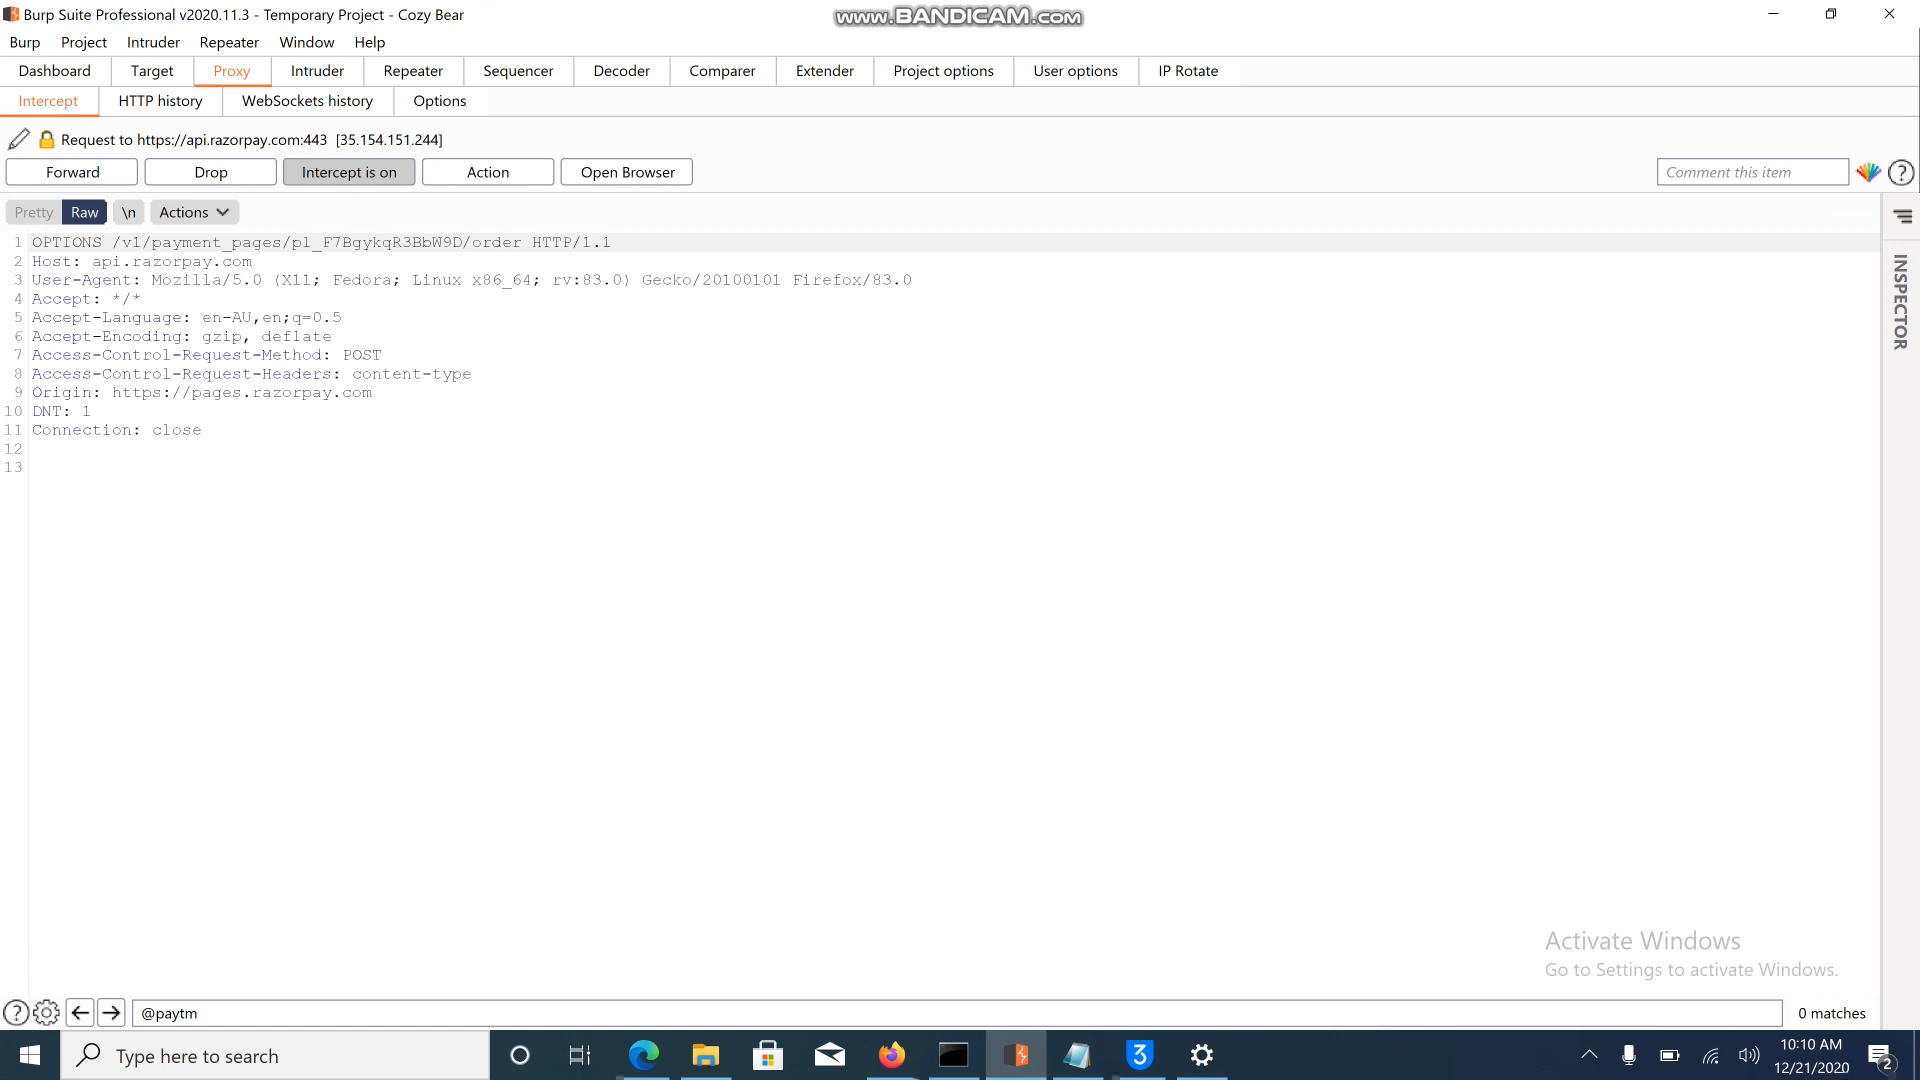 Burp Suite Professional v2020.11.3 - Temporary Project - Cozy Bear
www.BANDICAM.com
Burp Project Intruder Repeater Window Help
Dashboard Target Proxy Intruder Repeater Sequencer Decoder Comparer Extender Project options User options IP Rotate
Intercept HTTP history WebSockets history Options
Request to https://api.razorpay.com:443 [35.154.151.244]
Forward Drop Intercept is on Action Open Browser Comment this item ?
Pretty Raw \n Actions
INSPECTOR
1 OPTIONS /v1/payment_pages/pl_F7BgykqR3BbW9D/order HTTP/1.1
2 Host: api.razorpay.com
3 User-Agent: Mozilla/5.0 (X11; Fedora; Linux x86_64; rv:83.0) Gecko/20100101 Firefox/83.0
4 Accept: */*
5 Accept-Language: en-AU,en;q=0.5
6 Accept-Encoding: gzip, deflate
7 Access-Control-Request-Method: POST
8 Access-Control-Request-Headers: content-type
9 Origin: https://pages.razorpay.com
10 DNT: 1
11 Connection: close
12
13
Activate Windows
Go to Settings to activate Windows.
? @paytm 0 matches
Type here to search
3
10:10 AM
12/21/2020
2